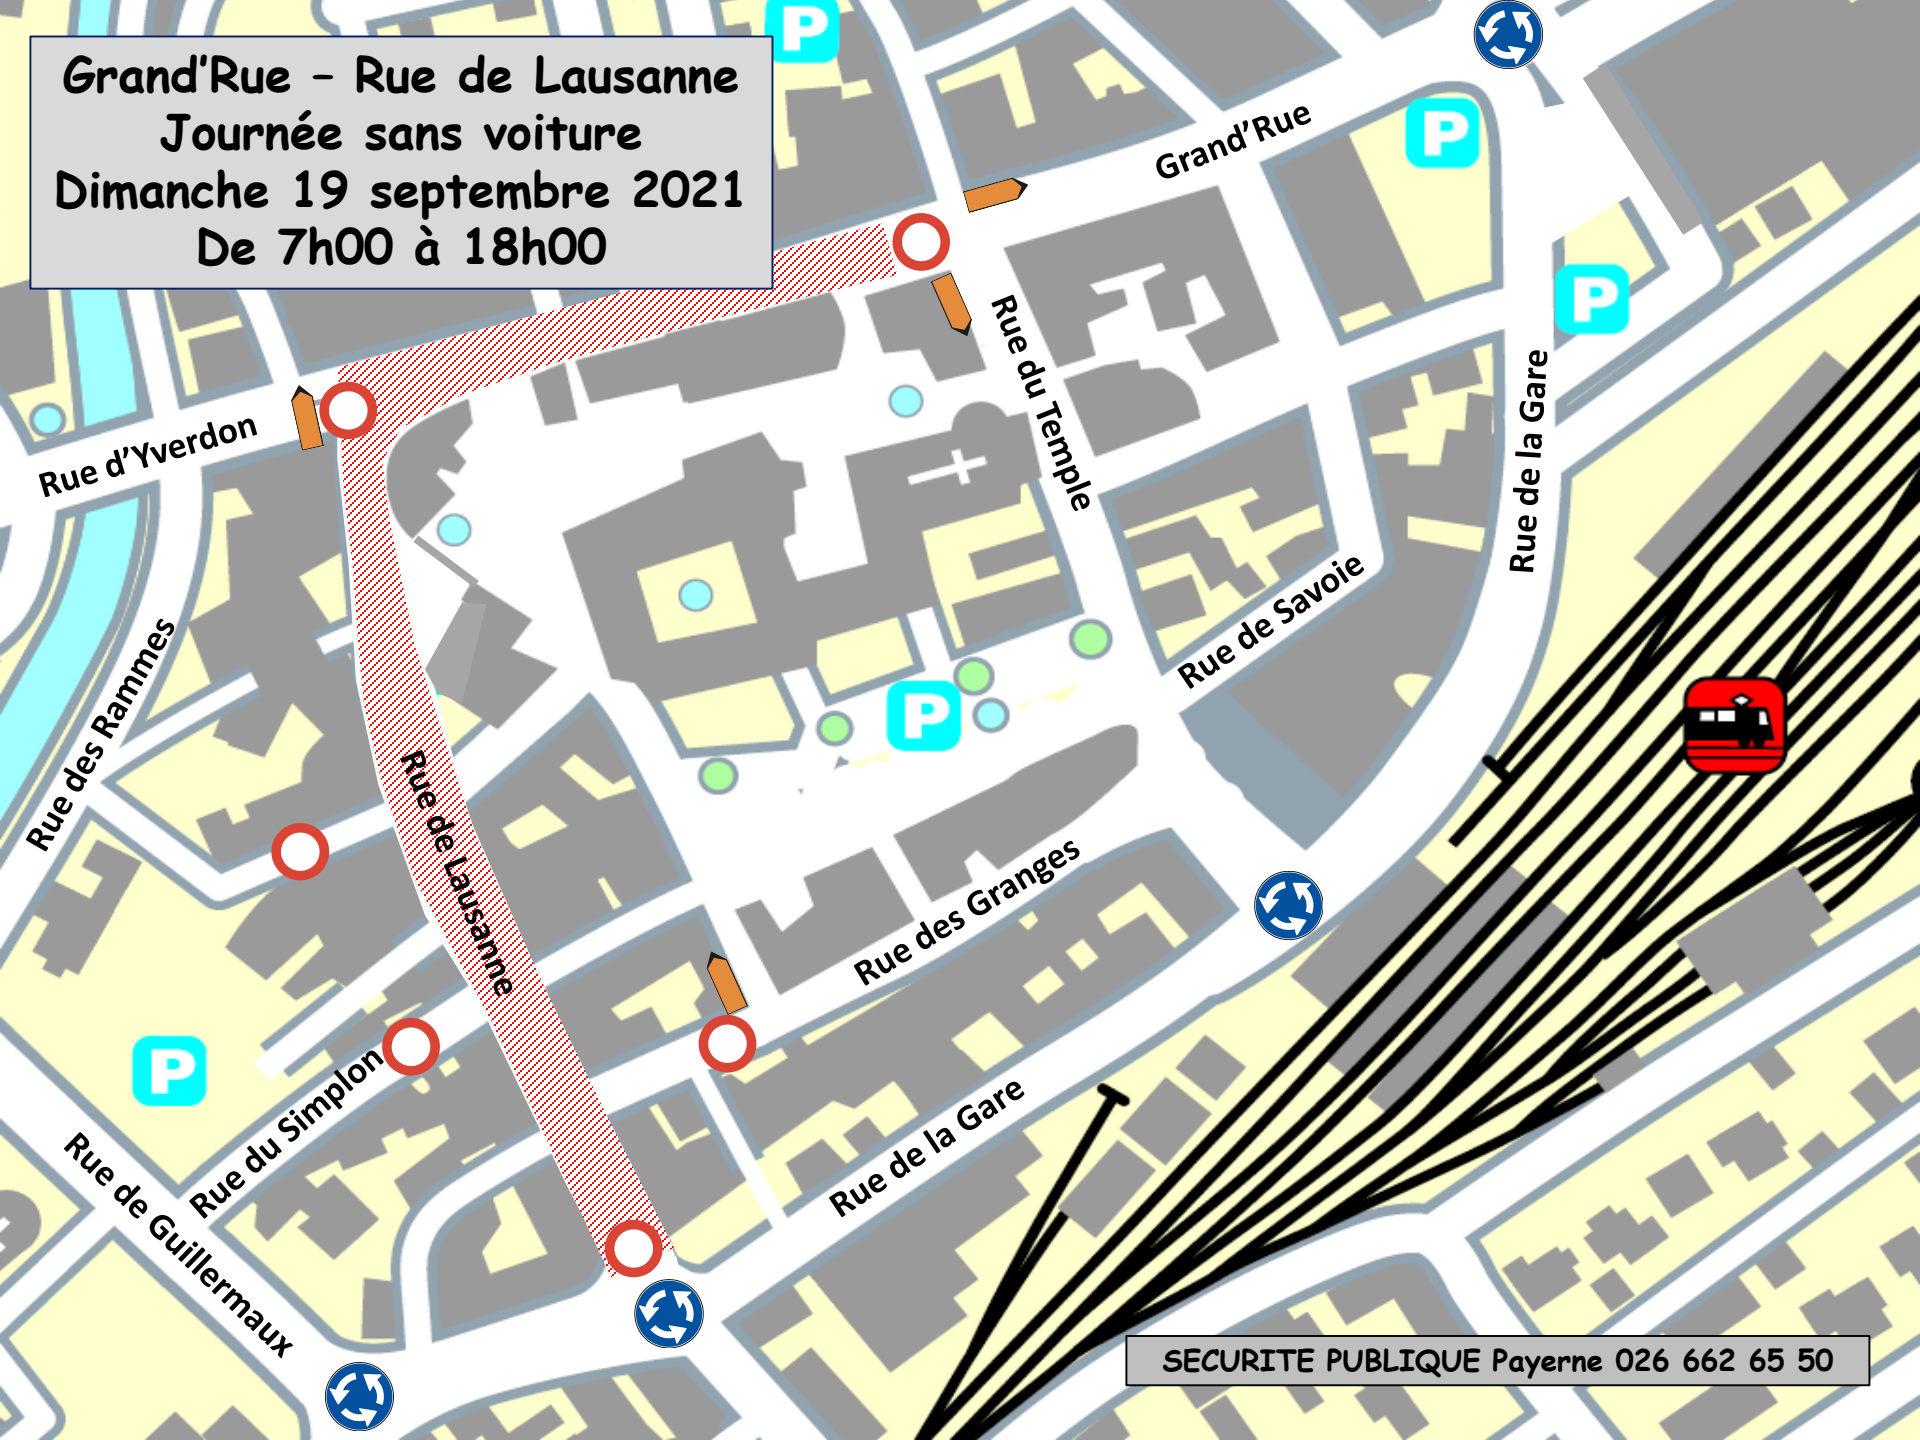 Grand'Rue – Rue de Lausanne
Journée sans voiture
Dimanche 19 septembre 2021
De 7h00 à 18h00
P
P
Grand'Rue
P
Rue du Temple
Rue de la Gare
Rue d'Yverdon
Rue de Savoie
Rue des Rammes
P
Rue de Lausanne
Rue des Granges
P
Rue du Simplon
Rue de la Gare
Rue de Guillermaux
SECURITE PUBLIQUE Payerne 026 662 65 50